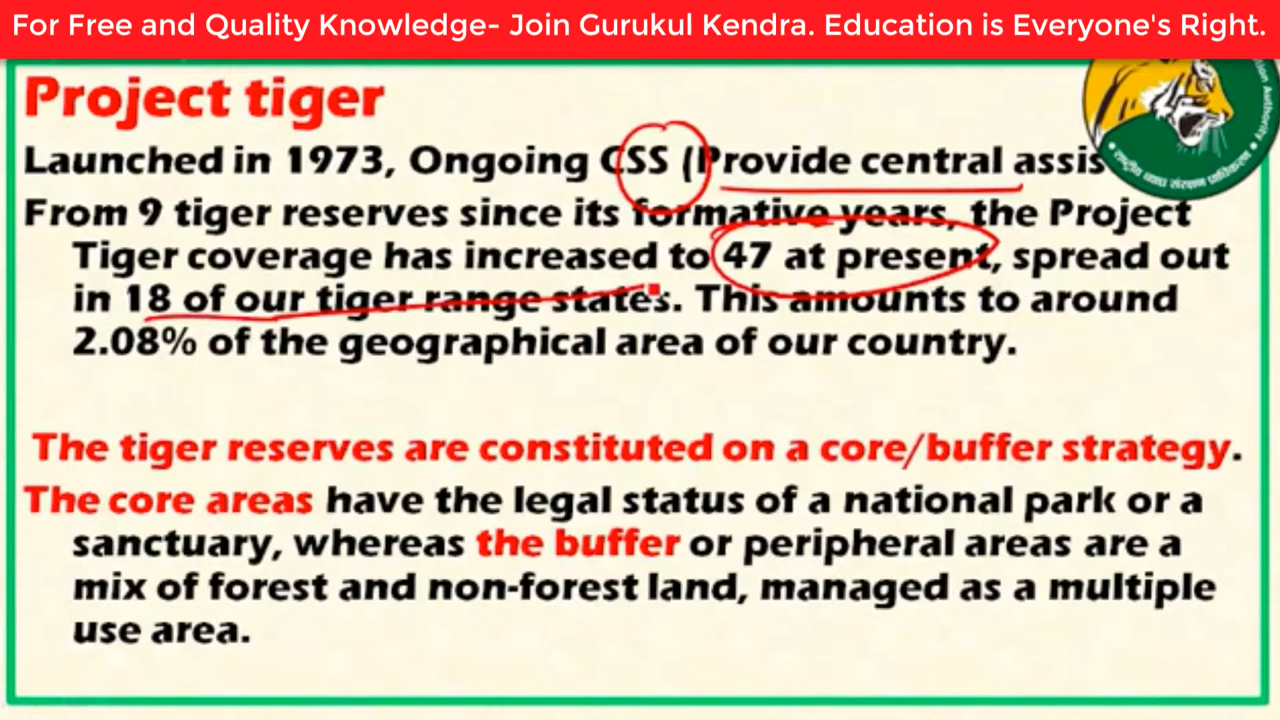 For Free and Quality Knowledge- Join Gurukul Kendra. Education is Everyone's Right.
Project tiger
Launched in 1973, Ongoing CSS (Provide central assis
From 9 tiger reserves since its formative years, the Project
Tiger coverage has increased to 47 at present, spread out
in 18 of our tiger range states. This amounts to around
2.08% of the geographical area of our country.
The tiger reserves are constituted on a core/buffer strategy.
The core areas have the legal status of a national park or a
sanctuary, whereas the buffer or peripheral areas are a
mix of forest and non-forest land, managed as a multiple
use area.
Authority
राष्ट्रीय व्याघ्र संरक्षण प्राधिकरण